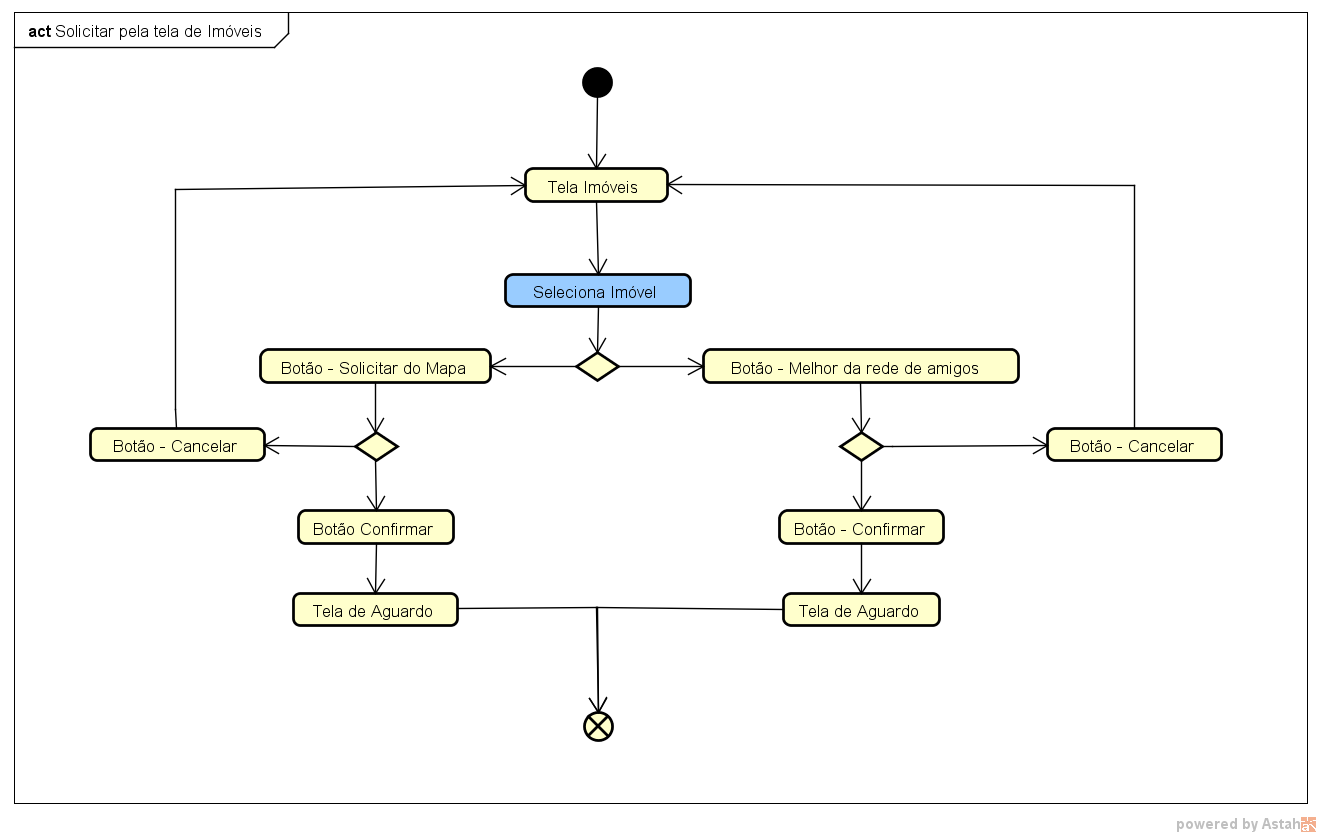 act Solicitar pela tela de Imóveis
Tela Imóveis
Seleciona Imóvel
Botão - Solicitar do Mapa
Botão - Melhor da rede de amigos
Botão - Cancelar
Botão - Cancelar
Botão Confirmar
Botão - Confirmar
Tela de Aguardo
Tela de Aguardo
powered by Astah